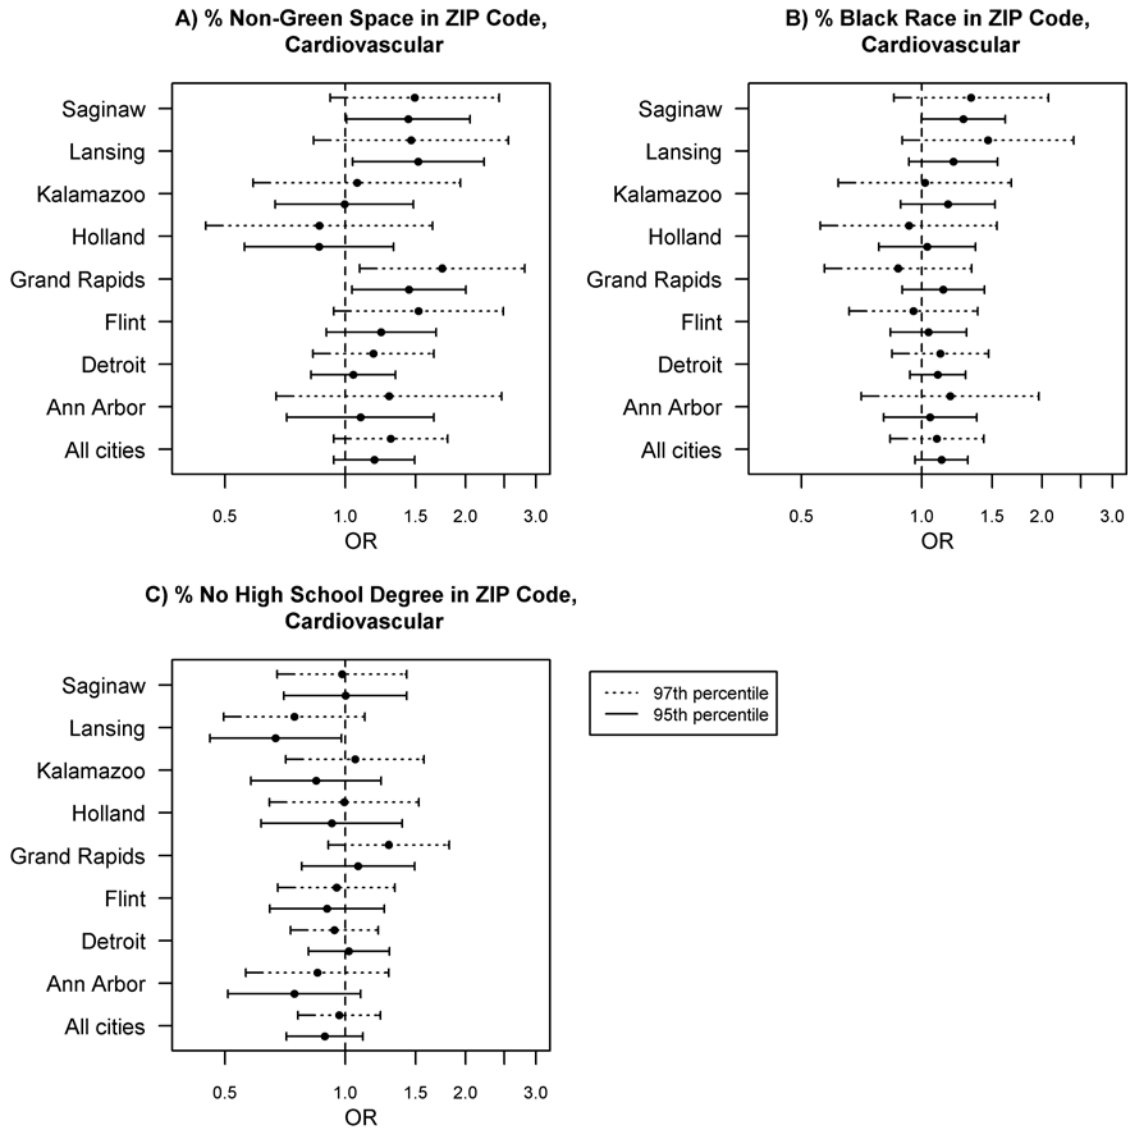 A) % Non-Green Space in ZIP Code,
Cardiovascular
Saginaw
Lansing
Kalamazoo
Holland
Grand Rapids
Flint
Detroit
Ann Arbor
All cities
0.5 1.0 1.5 2.0 3.0
OR
B) % Black Race in ZIP Code,
Cardiovascular
Saginaw
Lansing
Kalamazoo
Holland
Grand Rapids
Flint
Detroit
Ann Arbor
All cities
0.5 1.0 1.5 2.0 3.0
OR
C) % No High School Degree in ZIP Code,
Cardiovascular
Saginaw
Lansing
Kalamazoo
Holland
Grand Rapids
Flint
Detroit
Ann Arbor
All cities
0.5 1.0 1.5 2.0 3.0
OR
97th percentile
95th percentile